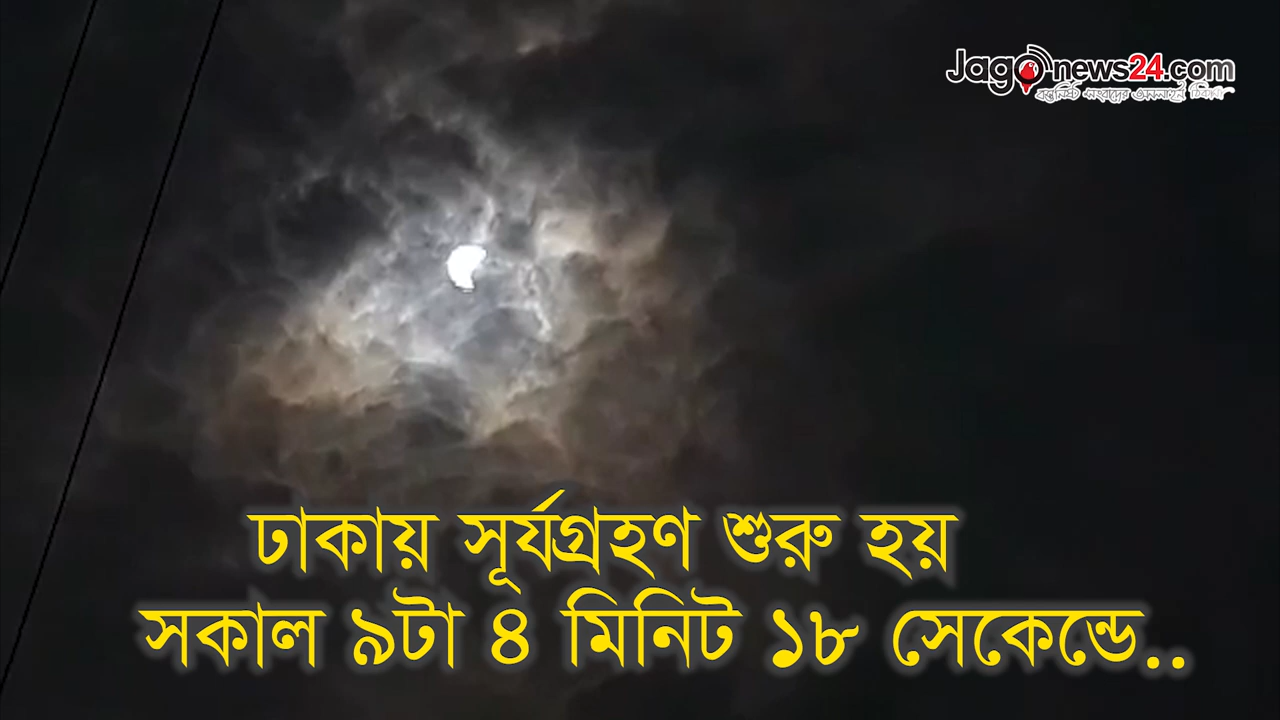 Jagonews24.com
ঢাকায় সূর্যগ্রহণ শুরু হয়
সকাল ৯টা ৪ মিনিট ১৮ সেকেন্ডে..